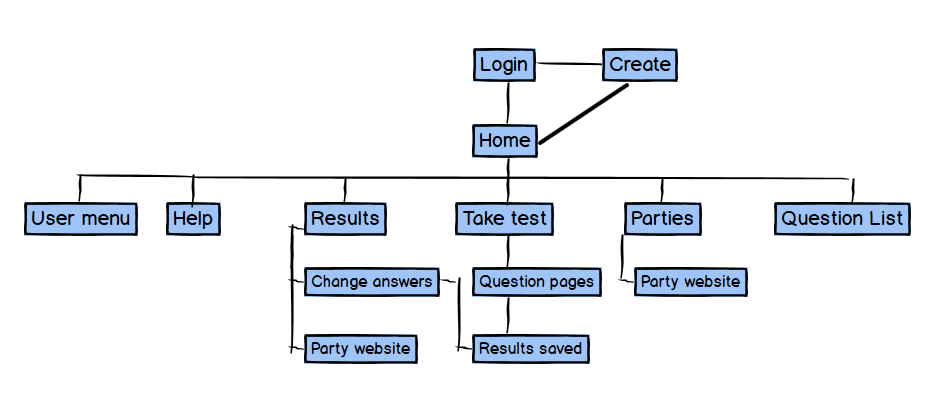 Login
Create
Home
User menu
Help
Results
Take test
Parties
Question List
Change answers
Question pages
Party website
Party website
Results saved